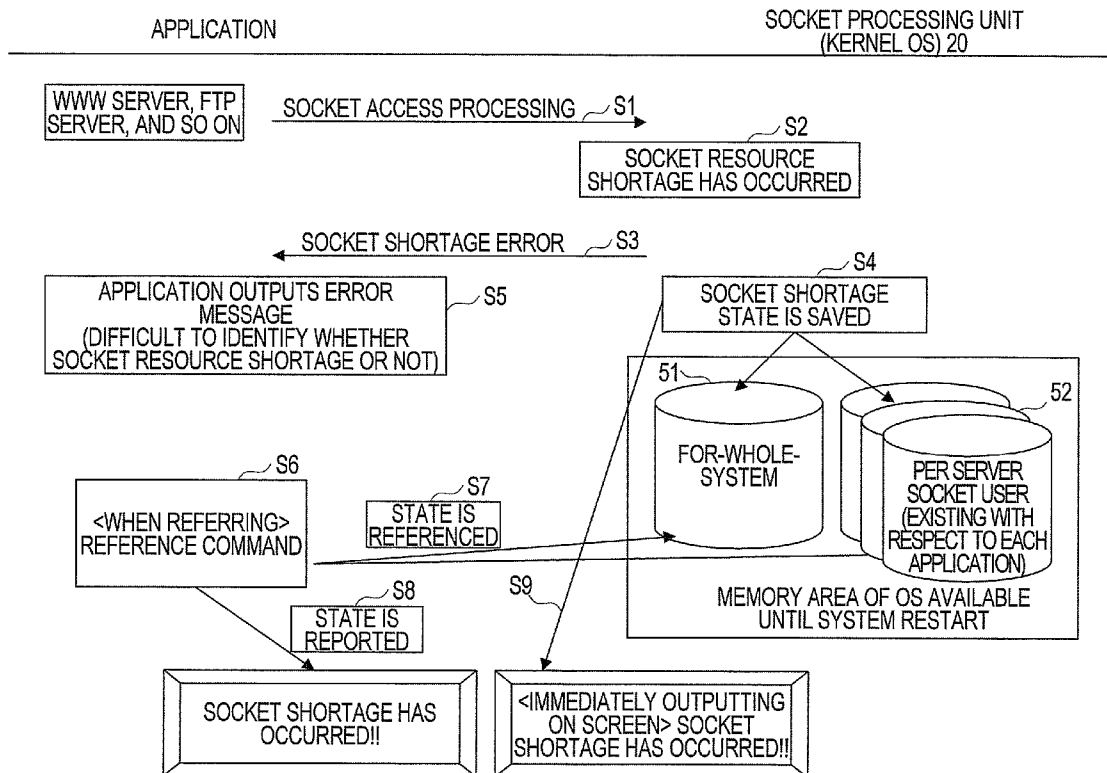 APPLICATION
SOCKET PROCESSING UNIT
(KERNEL OS) 20
WWW SERVER, FTP
SERVER, AND SO ON
SOCKET ACCESS PROCESSING
S1
S2
SOCKET RESOURCE
SHORTAGE HAS OCCURRED
SOCKET SHORTAGE ERROR
S3
S4
SOCKET SHORTAGE
STATE IS SAVED
S5
APPLICATION OUTPUTS ERROR
MESSAGE
(DIFFICULT TO IDENTIFY WHETHER
SOCKET RESOURCE SHORTAGE OR NOT)
51
52
FOR-WHOLE-
SYSTEM
PER SERVER
SOCKET USER
(EXISTING WITH
RESPECT TO EACH
APPLICATION)
MEMORY AREA OF OS AVAILABLE
UNTIL SYSTEM RESTART
S6
<WHEN REFERRING>
REFERENCE COMMAND
S7
STATE IS
REFERENCED
S8
STATE IS
REPORTED
S9
SOCKET SHORTAGE HAS
OCCURRED!!
<IMMEDIATELY OUTPUTTING
ON SCREEN> SOCKET
SHORTAGE HAS OCCURRED!!